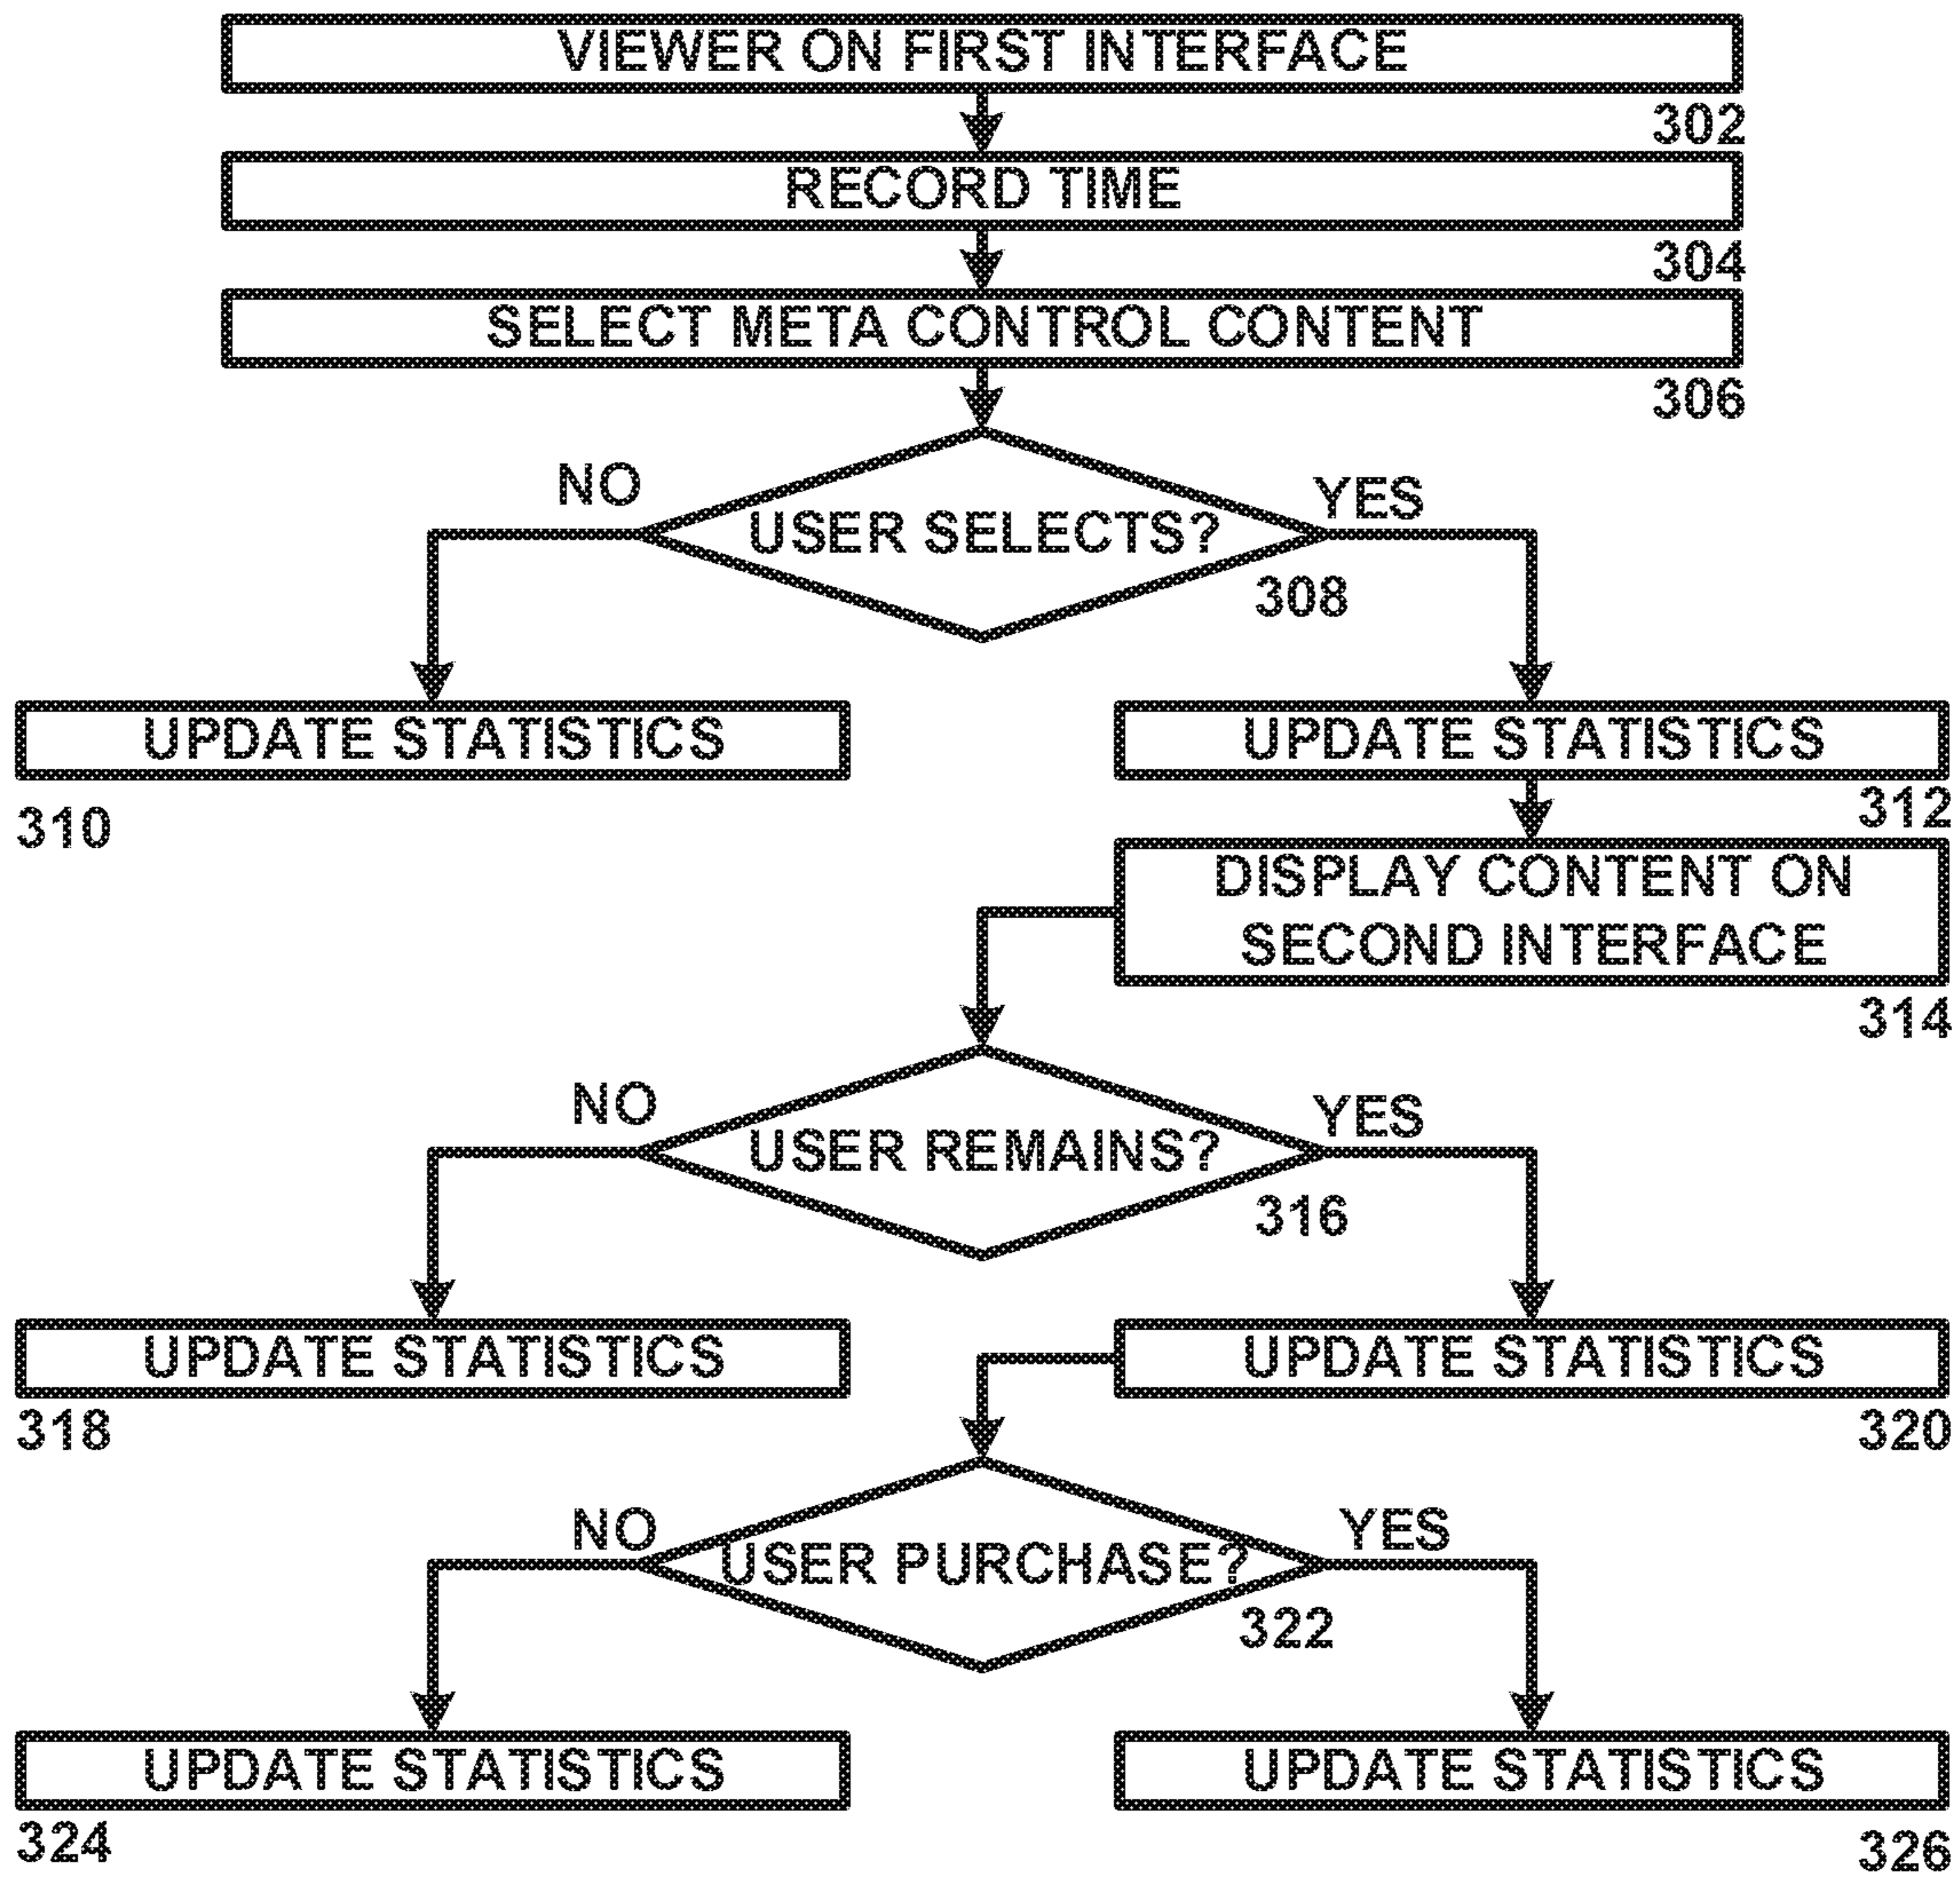 VIEWER ON FIRST INTERFACE
302
RECORD TIME
304
SELECT META CONTROL CONTENT
306
NO
YES
USER SELECTS?
308
UPDATE STATISTICS
310
UPDATE STATISTICS
312
DISPLAY CONTENT ON
SECOND INTERFACE
314
NO
YES
USER REMAINS?
316
UPDATE STATISTICS
318
UPDATE STATISTICS
320
NO
YES
USER PURCHASE?
322
UPDATE STATISTICS
324
UPDATE STATISTICS
326